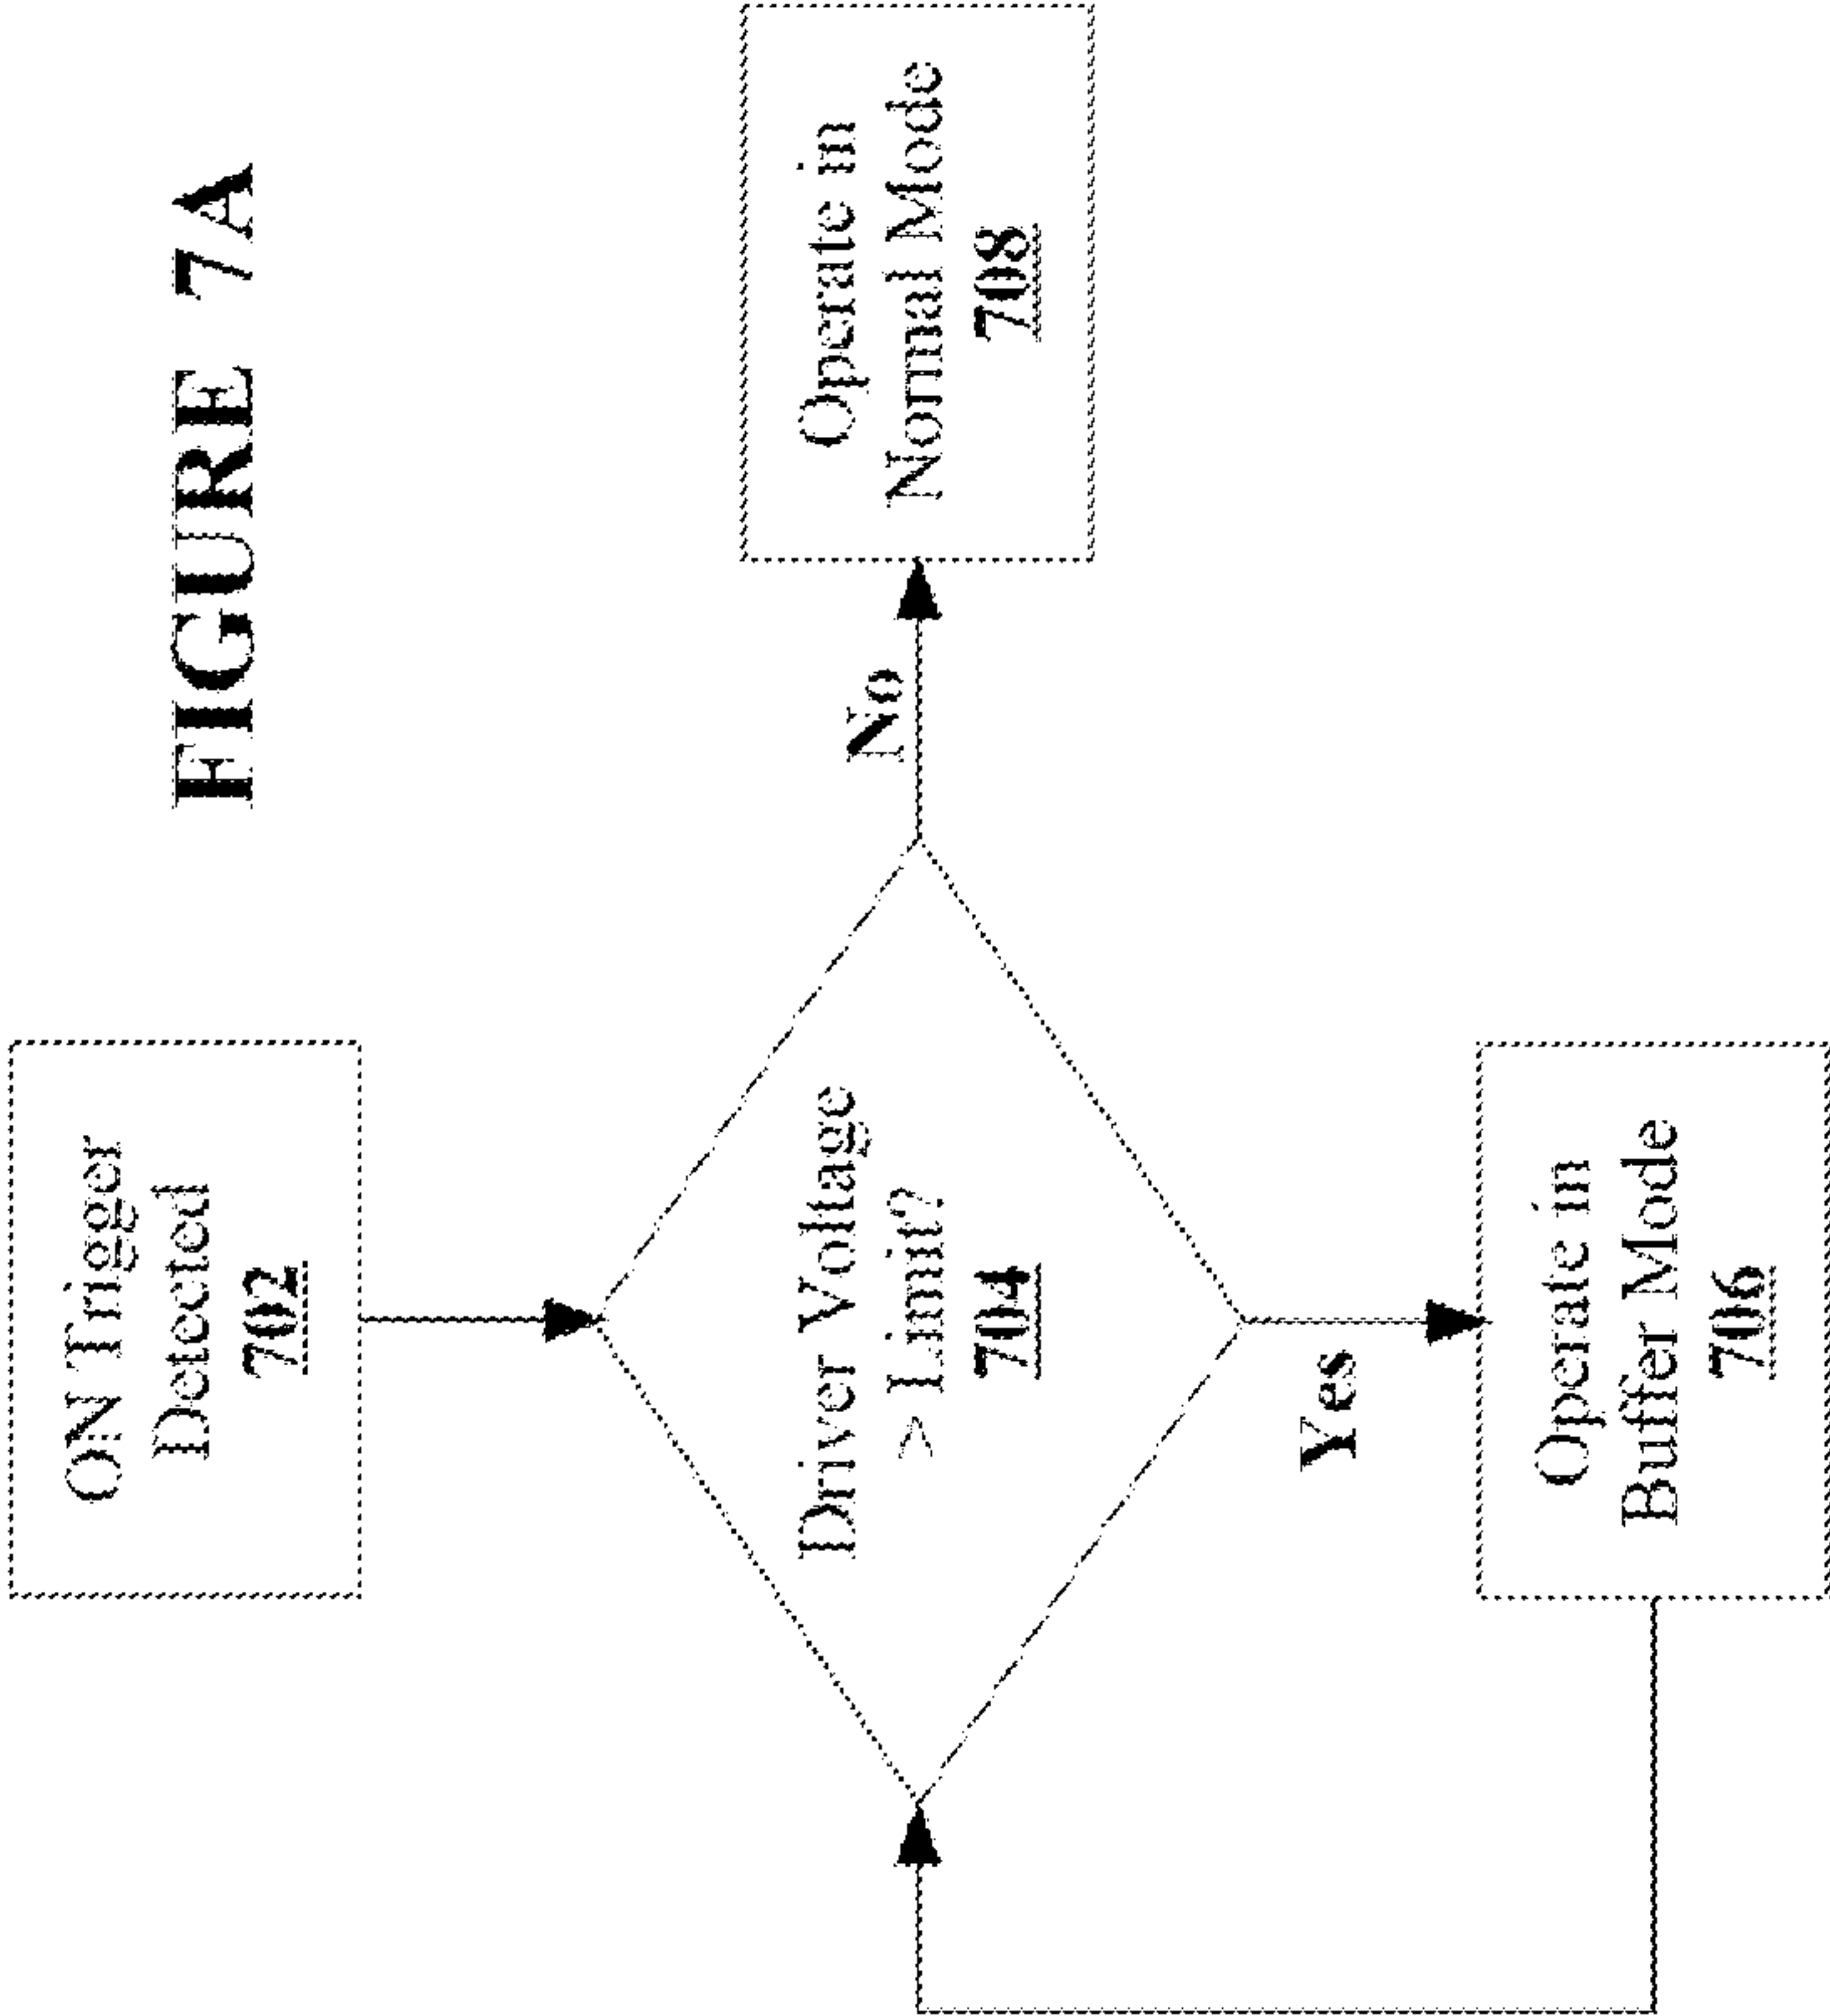 FIGURE 7A
ON Trigger
Detected
702
Driver Voltage
> Limit?
704
No
Operate in
Normal Mode
708
Yes
Operate in
Buffer Mode
706